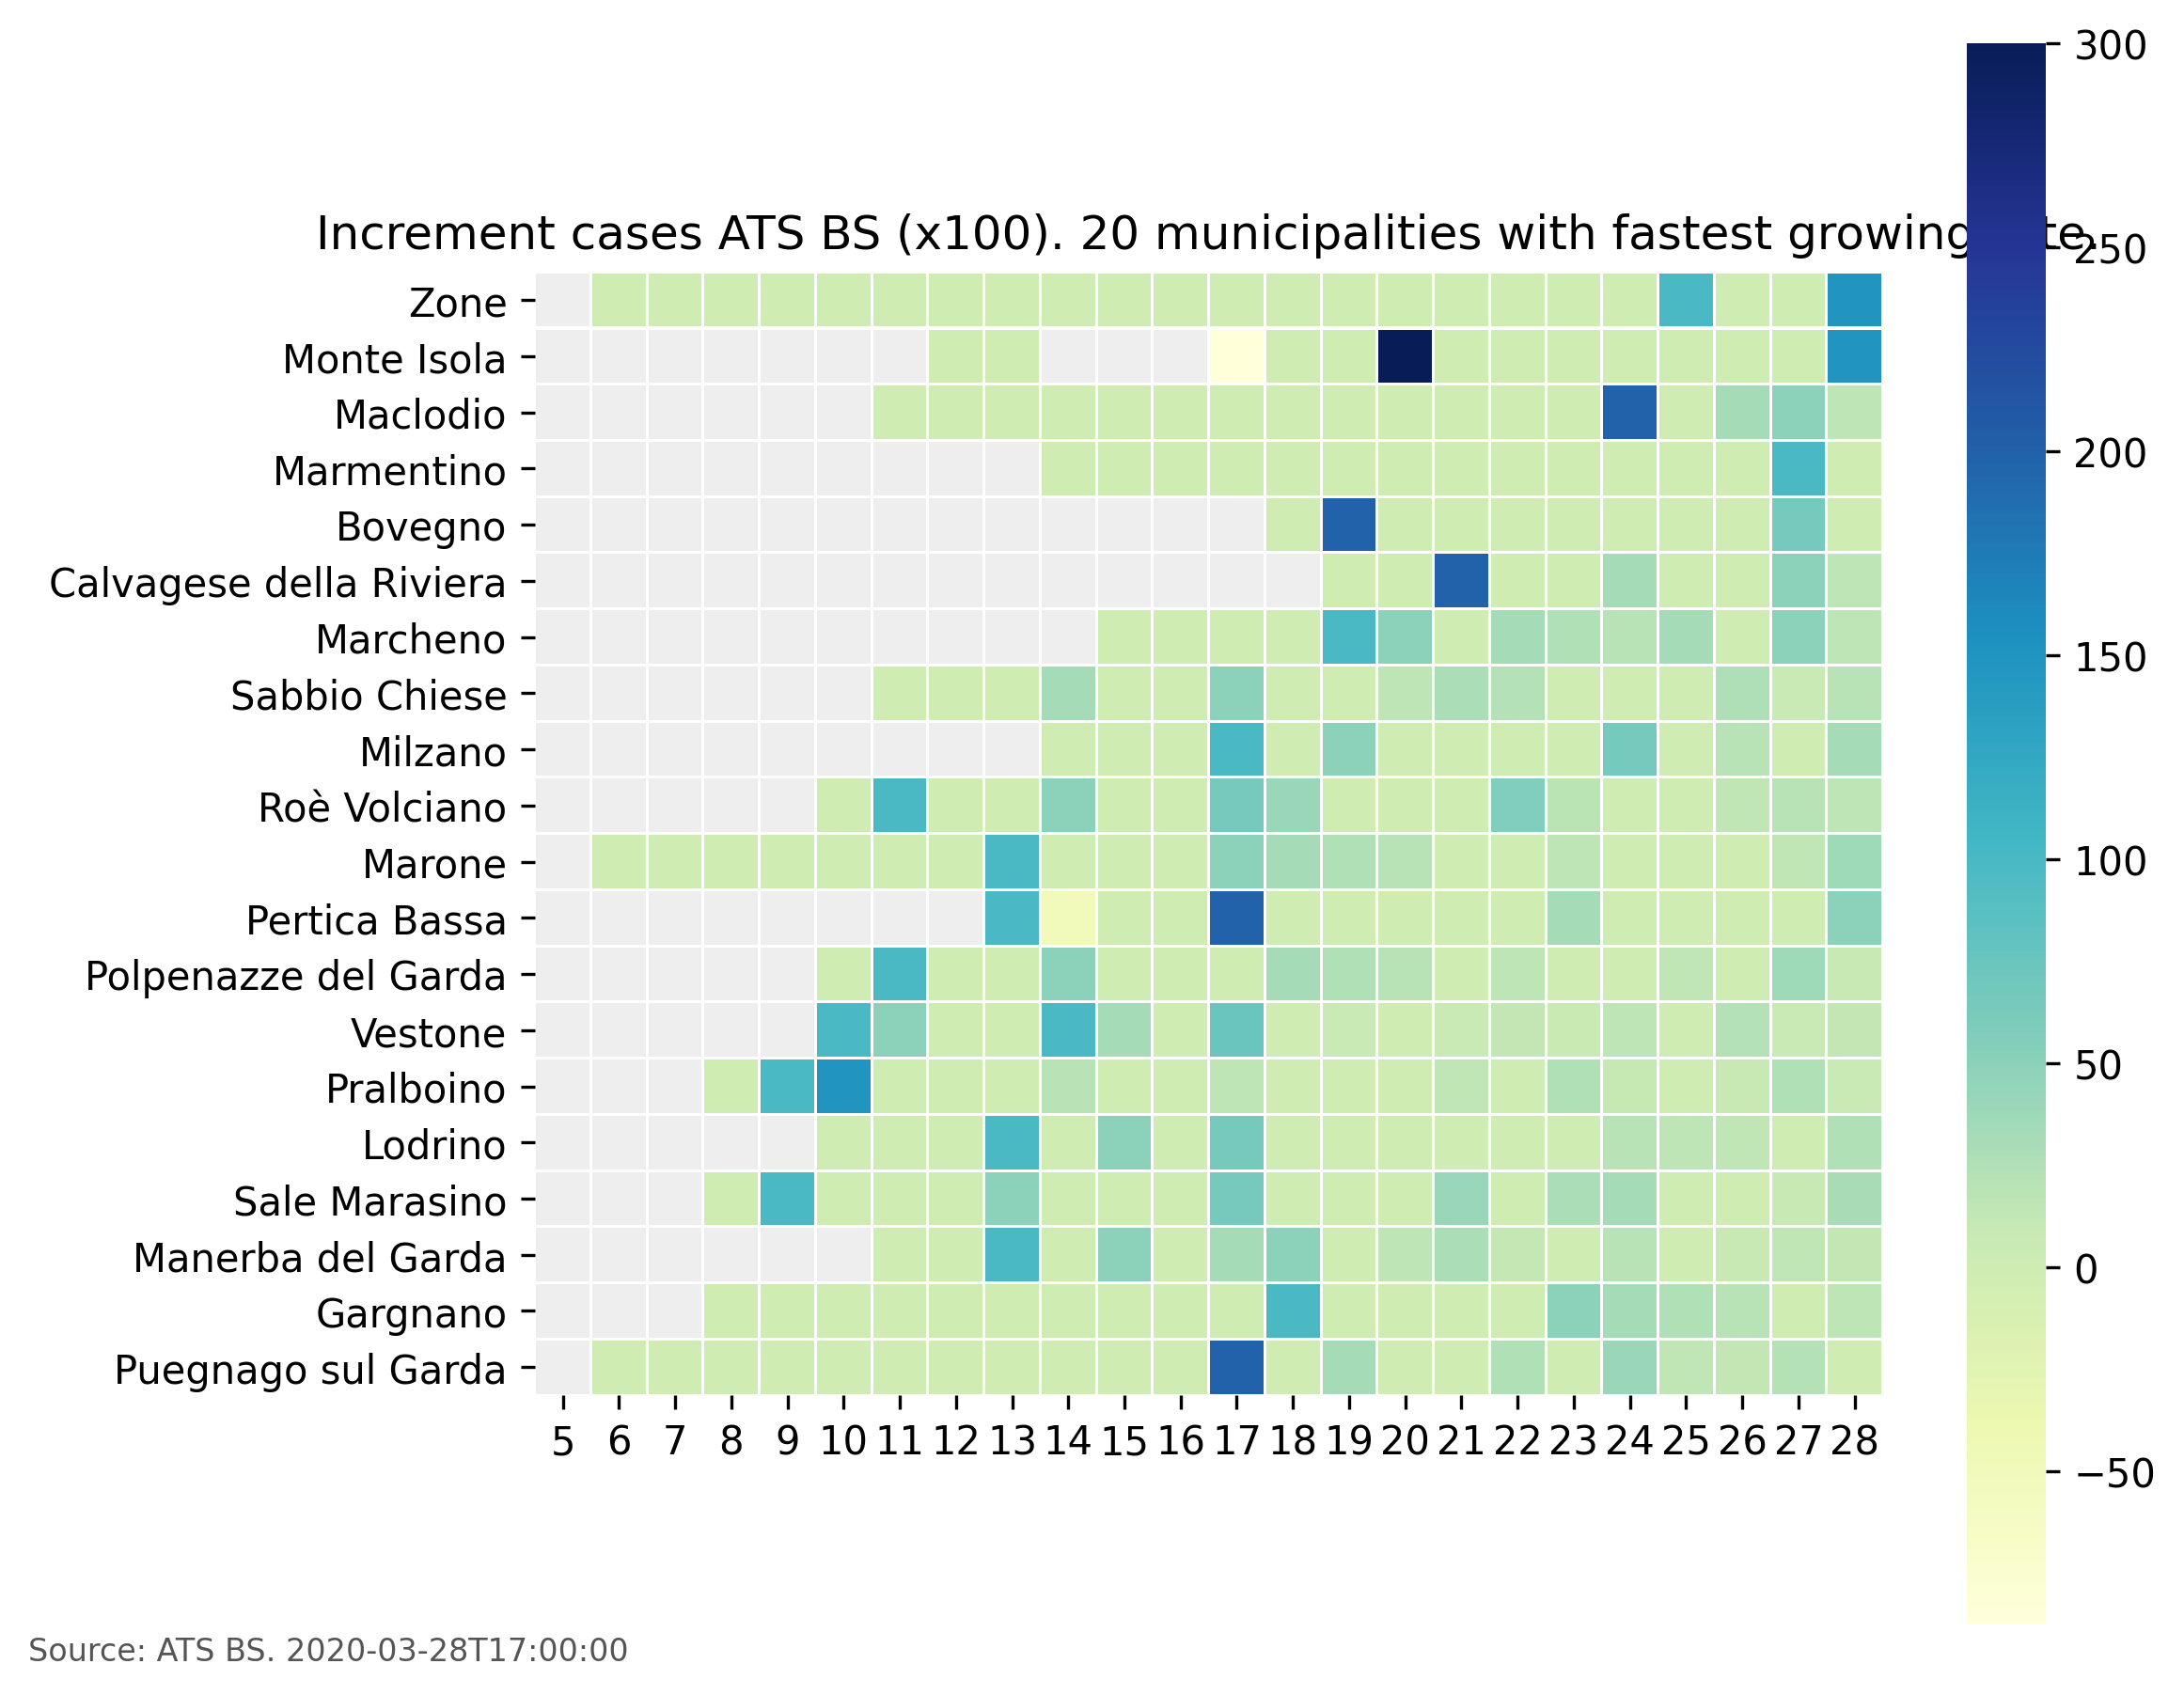 300
Increment cases ATS BS (x100). 20 municipalities with fastest growing te.
250
Zone
Monte Isola
Maclodio
200
Marmentino
Bovegno
Calvagese della Riviera
150
Marcheno
Sabbio Chiese
Milzano
Roè Volciano
100
Marone
Pertica Bassa
Polpenazze del Garda
Vestone
50
Pralboino
Lodrino
Sale Marasino
Manerba del Garda
0
Gargnano
Puegnago sul Garda
5 6 7 8 9 10 11 12 13 14 15 16 17 18 19 20 21 22 23 24 25 26 27 28
−50
Source: ATS BS. 2020-03-28T17:00:00